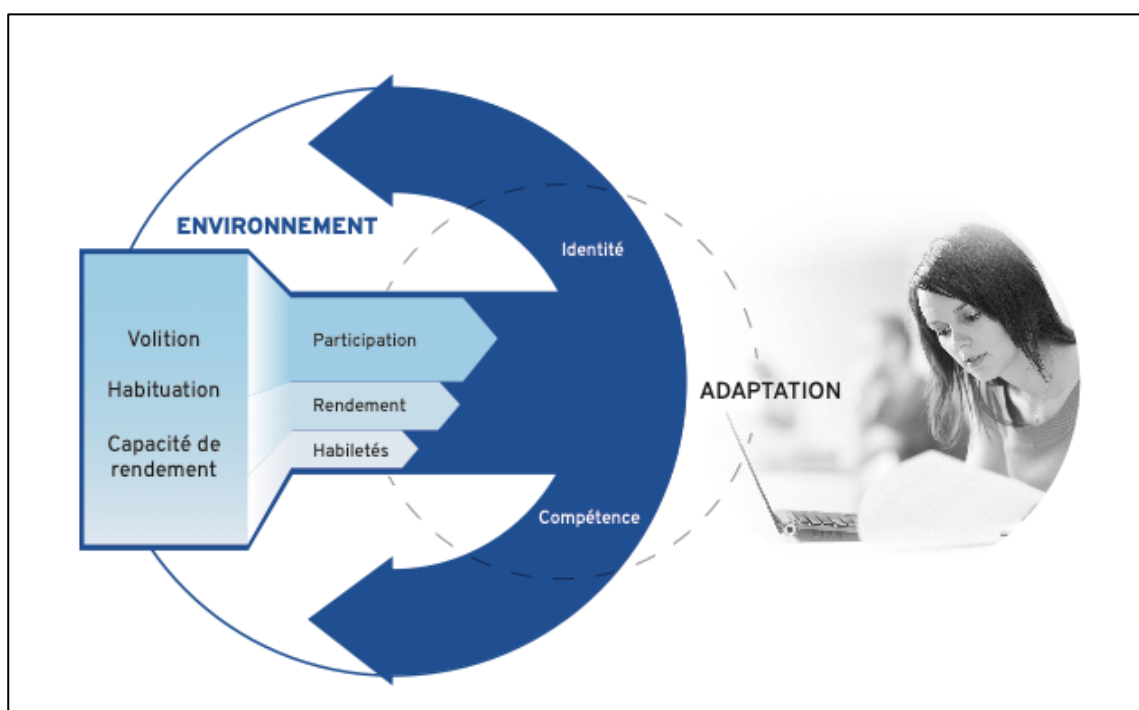 ENVIRONNEMENT
Identité
Volition
Participation
Habituation
ADAPTATION
Rendement
Capacité de
rendement
Habiletés
Compétence